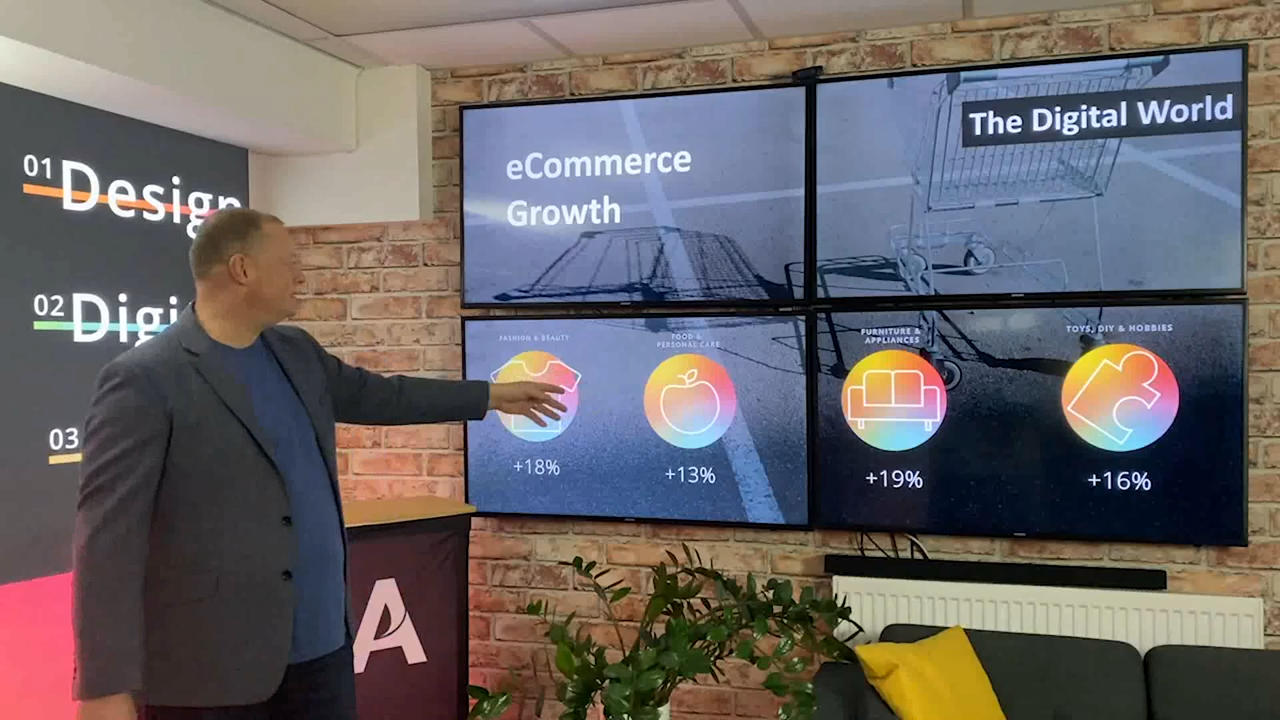 01 Design
02 Digi
03
eCommerce
Growth
The Digital World
FASHION & BEAUTY
+18%
FOOD &
PERSONAL CARE
+13%
FURNITURE &
APPLIANCES
+19%
TOYS, DIY & HOBBIES
+16%
A